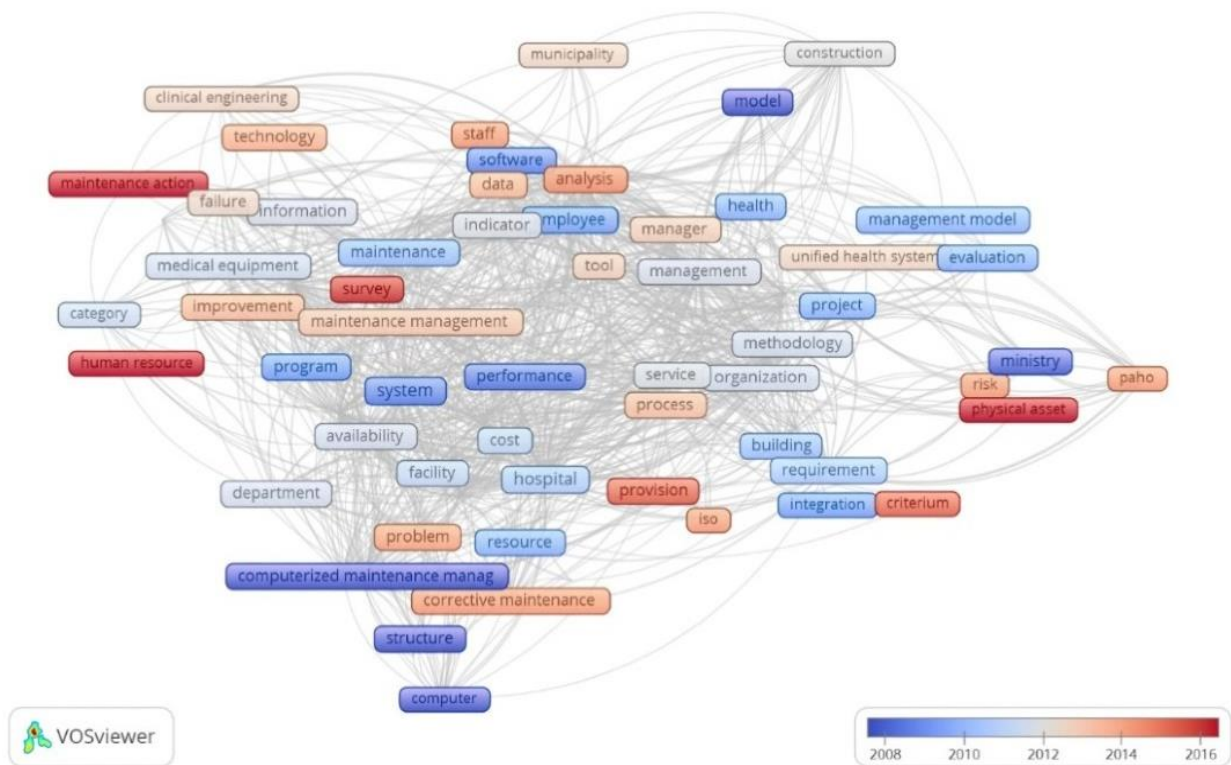 municipality
construction
clinical engineering
model
technology
staff
software
maintenance action
data
analysis
failure
information
health
indicator
employee
management model
manager
maintenance
unified health system
evaluation
medical equipment
tool
management
survey
category
improvement
project
maintenance management
methodology
human resource
ministry
program
performance
service
organization
paho
system
risk
process
physical asset
availability
cost
building
facility
requirement
hospital
department
provision
integration
criterium
iso
problem
resource
computerized maintenance manag
corrective maintenance
structure
computer
VOSviewer
2008
2010
2012
2014
2016